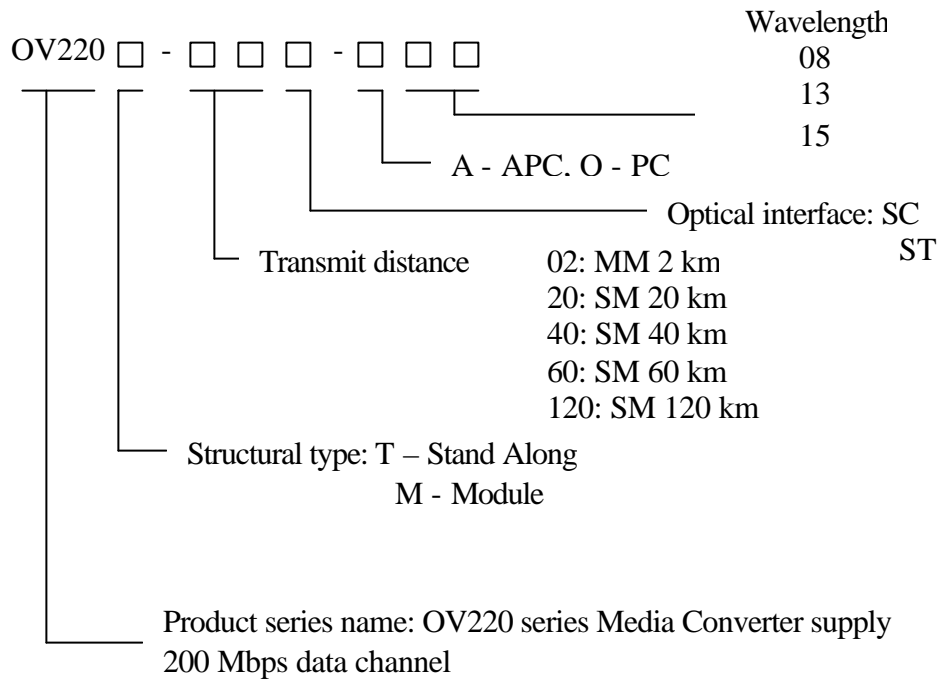 Wavelength
OV220 □ - □ □ □ - □ □ □
08
13
15
A - APC, O - PC
Optical interface: SC
ST
Transmit distance
02: MM 2 km
20: SM 20 km
40: SM 40 km
60: SM 60 km
120: SM 120 km
Structural type: T – Stand Along
M - Module
Product series name: OV220 series Media Converter supply
200 Mbps data channel